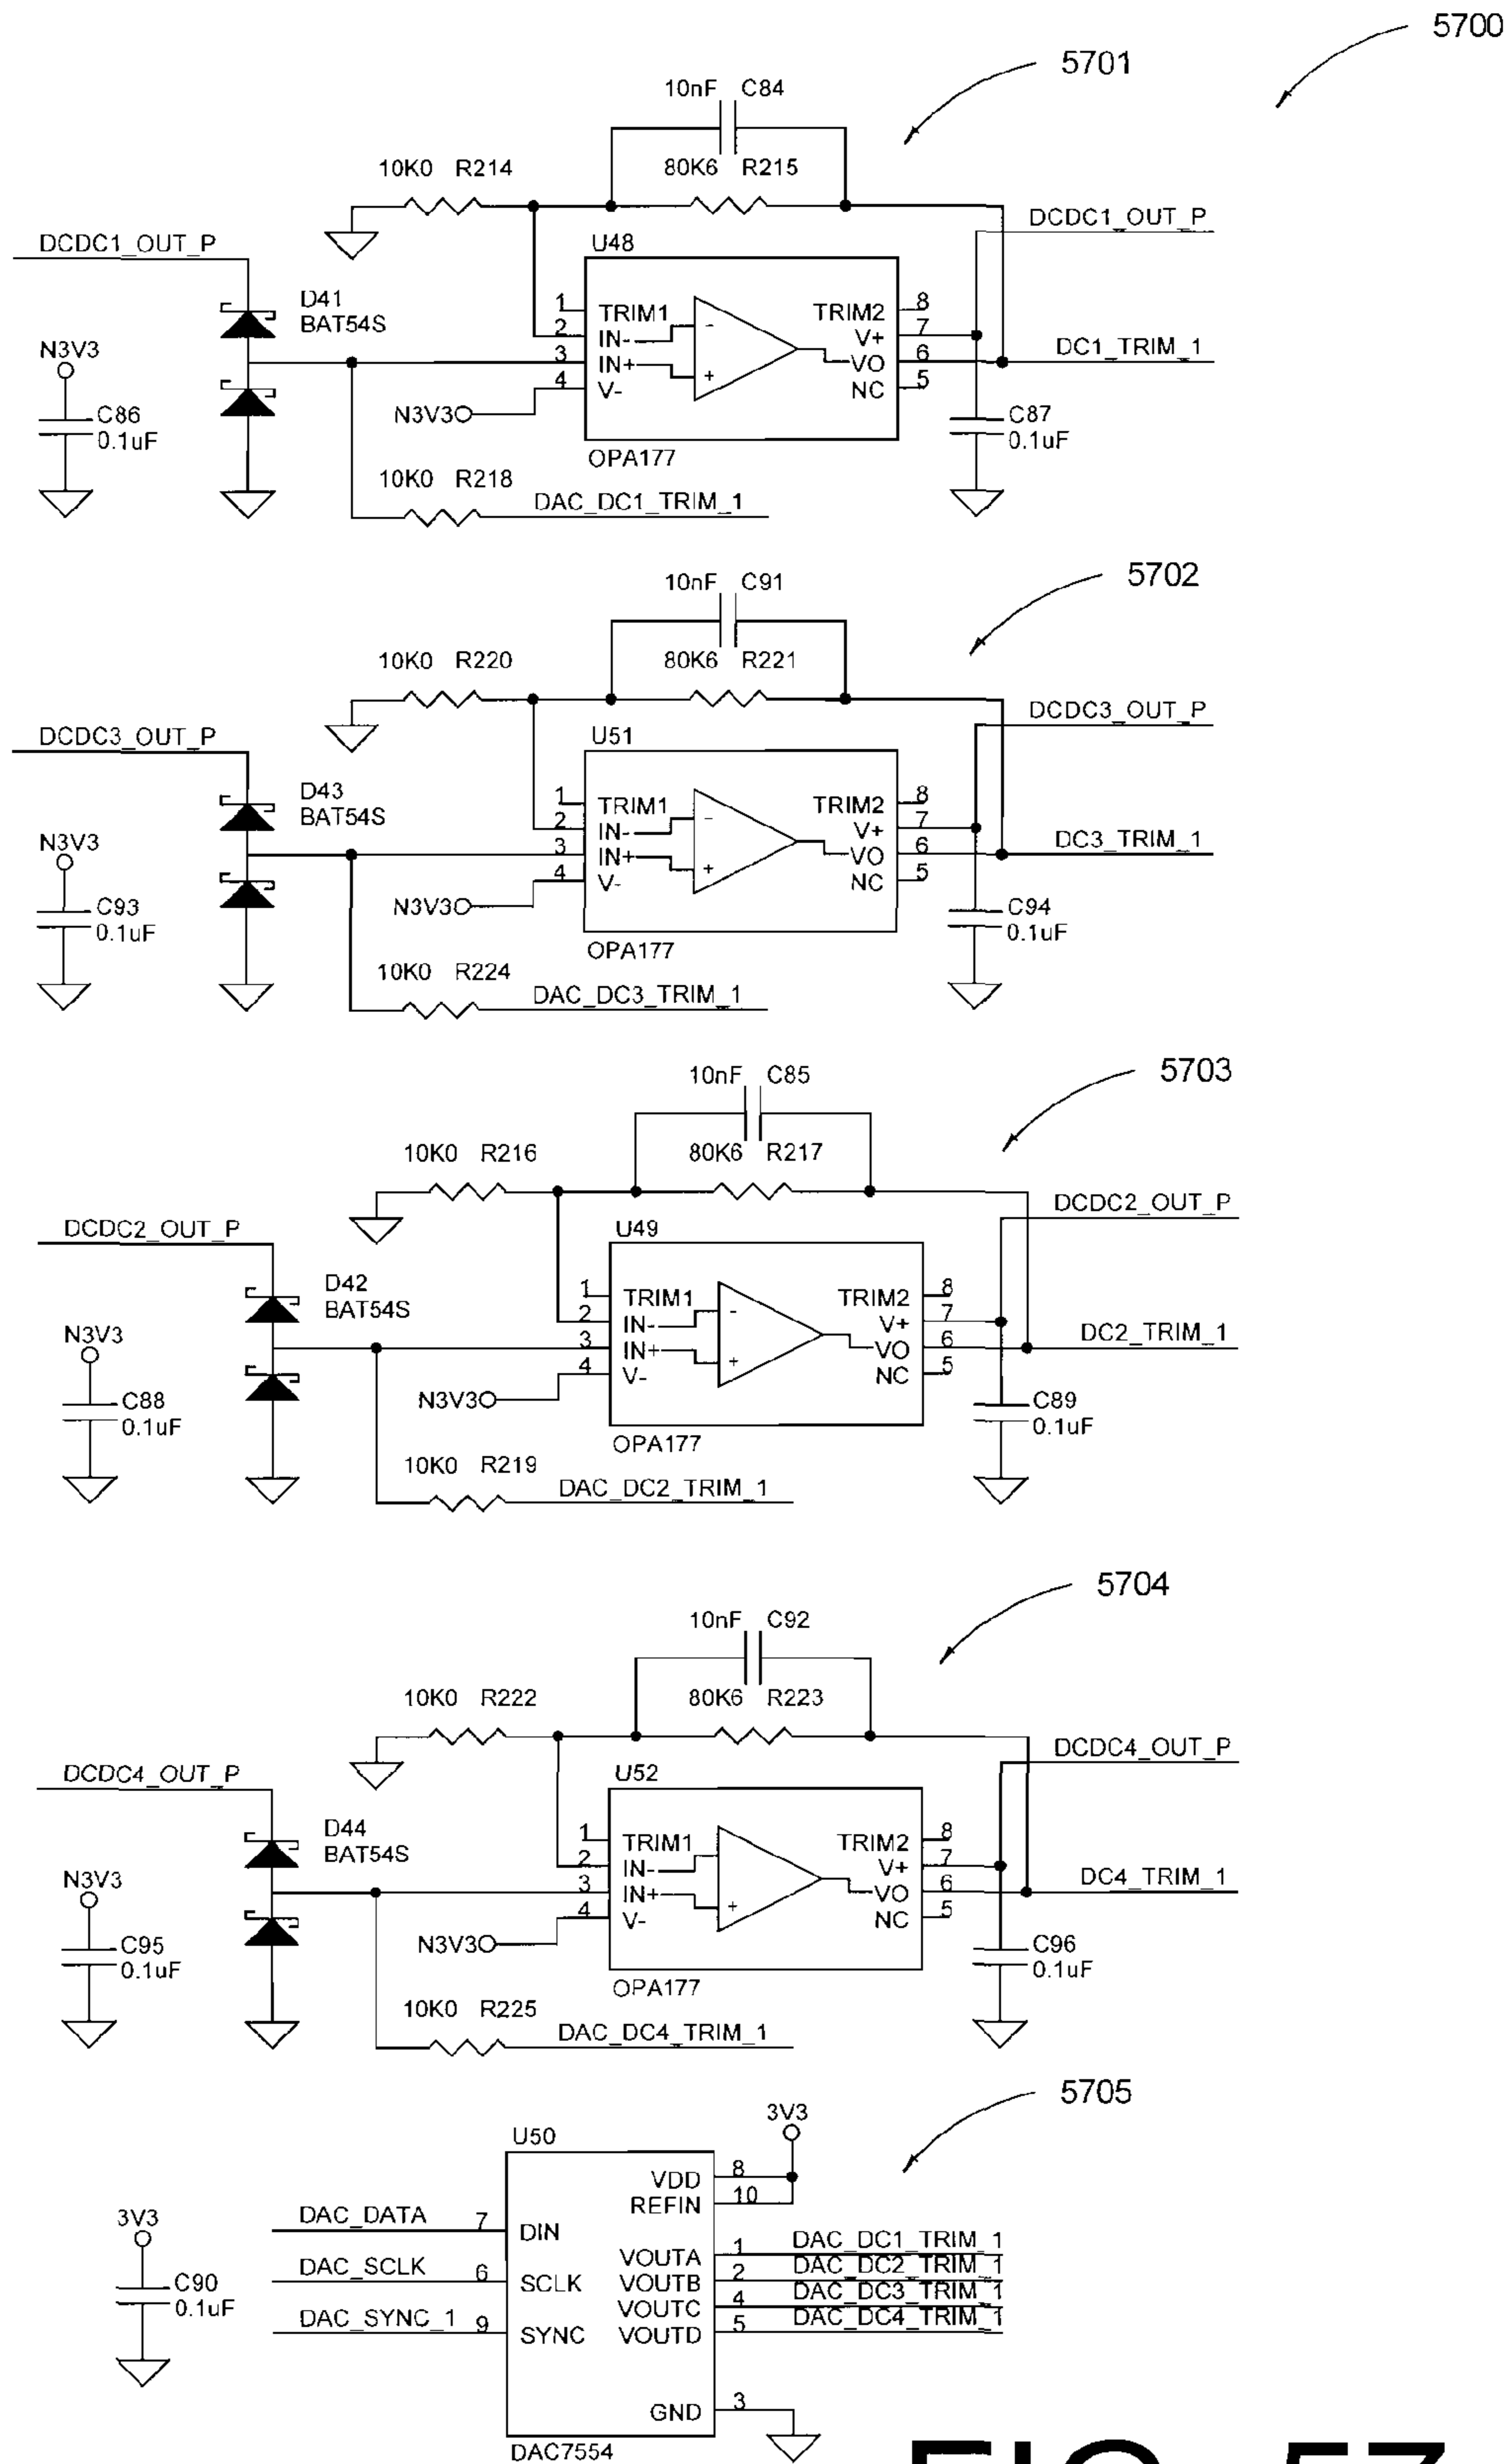 5700
5701
10nF C84
10K0 R214
80K6 R215
DCDC1_OUT_P
DCDC1_OUT_P
U48
D41
BAT54S
1 TRIM1
2 IN-
3 IN+
4 V-
TRIM2 8
V+ 7
VO 6
NC 5
- +
DC1_TRIM_1
N3V3
C86
0.1uF
N3V3
C87
0.1uF
OPA177
10K0 R218
DAC_DC1_TRIM_1
5702
10nF C91
10K0 R220
80K6 R221
DCDC3_OUT_P
DCDC3_OUT_P
U51
D43
BAT54S
1 TRIM1
2 IN-
3 IN+
4 V-
TRIM2 8
V+ 7
VO 6
NC 5
- +
DC3_TRIM_1
N3V3
C93
0.1uF
N3V3
C94
0.1uF
OPA177
10K0 R224
DAC_DC3_TRIM_1
5703
10nF C85
10K0 R216
80K6 R217
DCDC2_OUT_P
DCDC2_OUT_P
U49
D42
BAT54S
1 TRIM1
2 IN-
3 IN+
4 V-
TRIM2 8
V+ 7
VO 6
NC 5
- +
DC2_TRIM_1
N3V3
C88
0.1uF
N3V3
C89
0.1uF
OPA177
10K0 R219
DAC_DC2_TRIM_1
5704
10nF C92
10K0 R222
80K6 R223
DCDC4_OUT_P
DCDC4_OUT_P
U52
D44
BAT54S
1 TRIM1
2 IN-
3 IN+
4 V-
TRIM2 8
V+ 7
VO 6
NC 5
- +
DC4_TRIM_1
N3V3
C95
0.1uF
N3V3
C96
0.1uF
OPA177
10K0 R225
DAC_DC4_TRIM_1
5705
3V3
U50
VDD 8
REFIN 10
3V3
C90
0.1uF
DAC_DATA 7 DIN
DAC_SCLK 6 SCLK
DAC_SYNC_1 9 SYNC
VOUTA 1 DAC_DC1_TRIM_1
VOUTB 2 DAC_DC2_TRIM_1
VOUTC 4 DAC_DC3_TRIM_1
VOUTD 5 DAC_DC4_TRIM_1
GND 3
DAC7554
FIG. 57